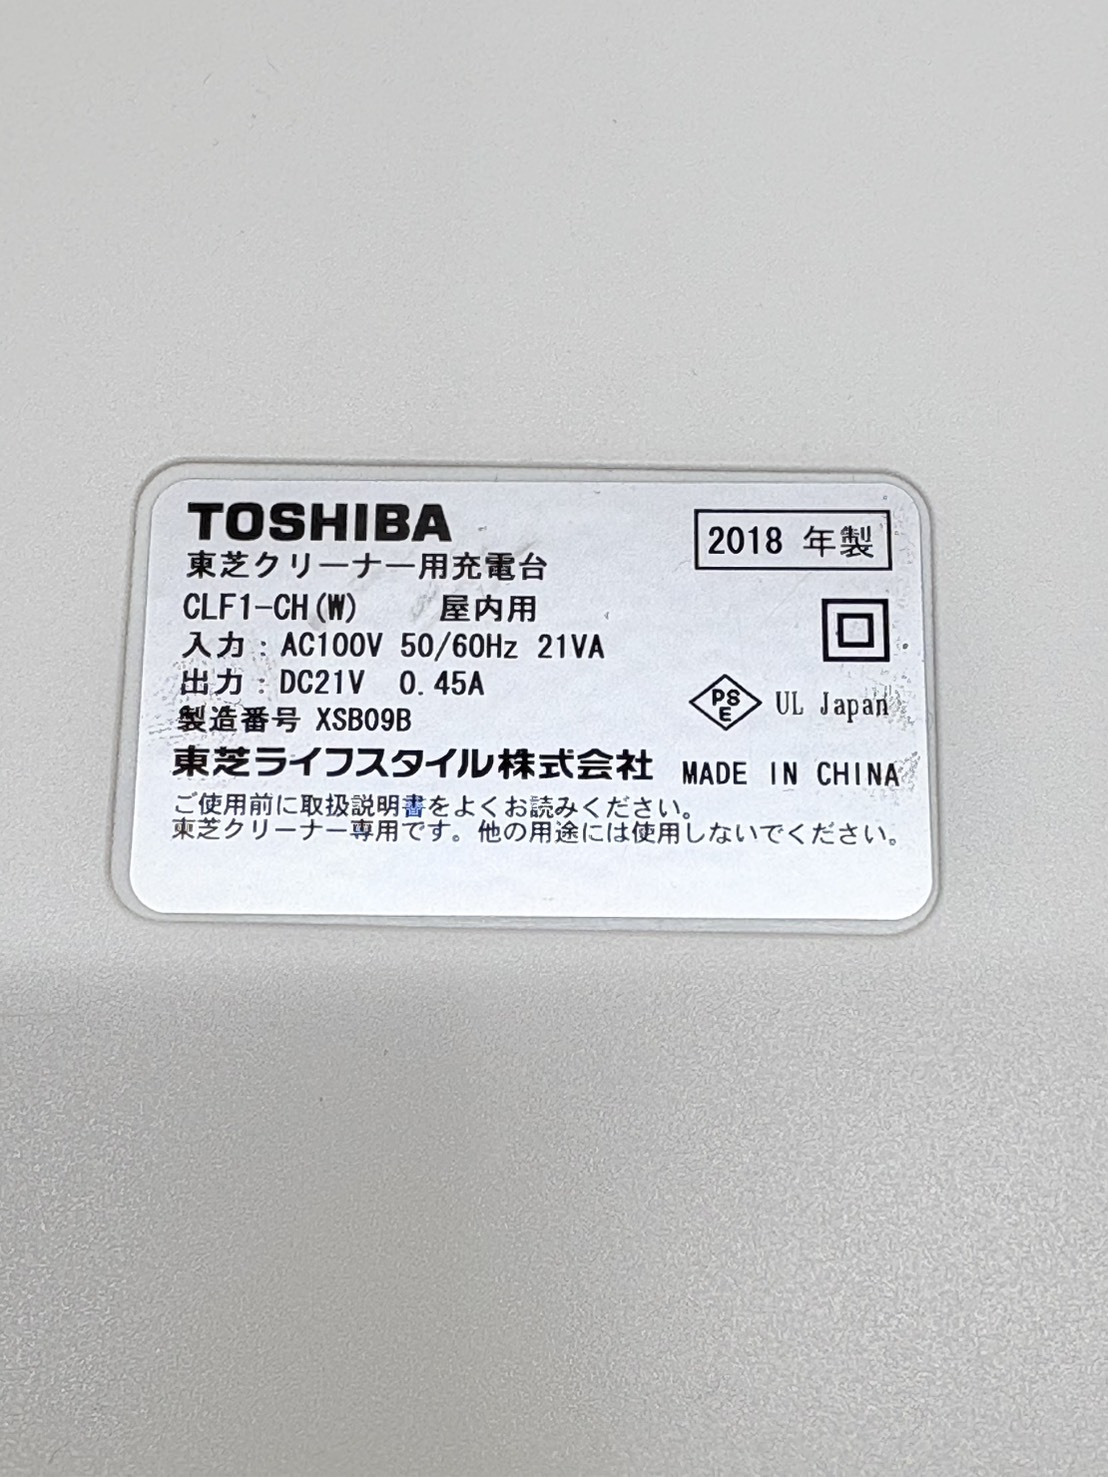 TOSHIBA
2018 年製
東芝クリーナー用充電台
CLF1-CH(W) 屋内用
入力：AC100V 50/60Hz 21VA
出力：DC21V 0.45A
PSE UL Japan
製造番号 XSB09B
東芝ライフスタイル株式会社 MADE IN CHINA
ご使用前に取扱説明書をよくお読みください。
東芝クリーナー専用です。他の用途には使用しないでください。